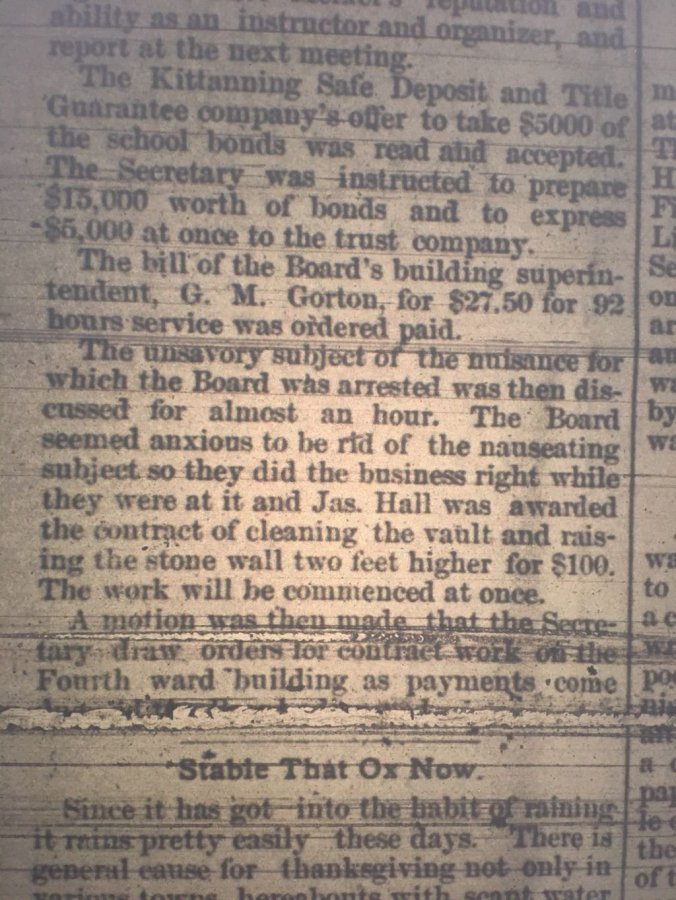 reputation and
ability as an instructor and organizer, and
report at the next meeting.
The Kittanning Safe Deposit and Title
Guarantee company's offer to take $5000 of
the school bonds was read and accepted.
The Secretary was instructed to prepare
$15,000 worth of bonds and to express
$5,000 at once to the trust company.
The bill of the Board's building superin-
tendent, G. M. Gorton, for $27.50 for 92
hours service was ordered paid.
The unsavory subject of the nuisance for
which the Board was arrested was then dis-
cussed for almost an hour. The Board
seemed anxious to be rid of the nauseating
subject so they did the business right while
they were at it and Jas. Hall was awarded
the contract of cleaning the vault and rais-
ing the stone wall two feet higher for $100.
The work will be commenced at once.
A motion was then made that the Secre-
tary draw orders for contract work on the
Fourth ward building as payments come
Stable That Ox Now.
Since it has got into the habit of raining
it rains pretty easily these days. There is
general cause for thanksgiving not only in
various towns hereabouts with scant water